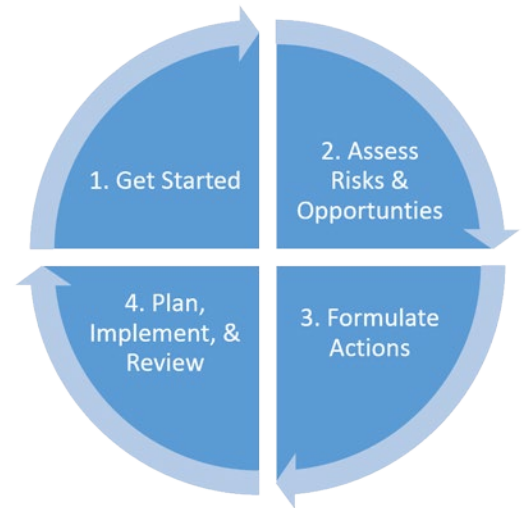 1. Get Started
2. Assess
Risks &
Opportunties
3. Formulate
Actions
4. Plan,
Implement, &
Review